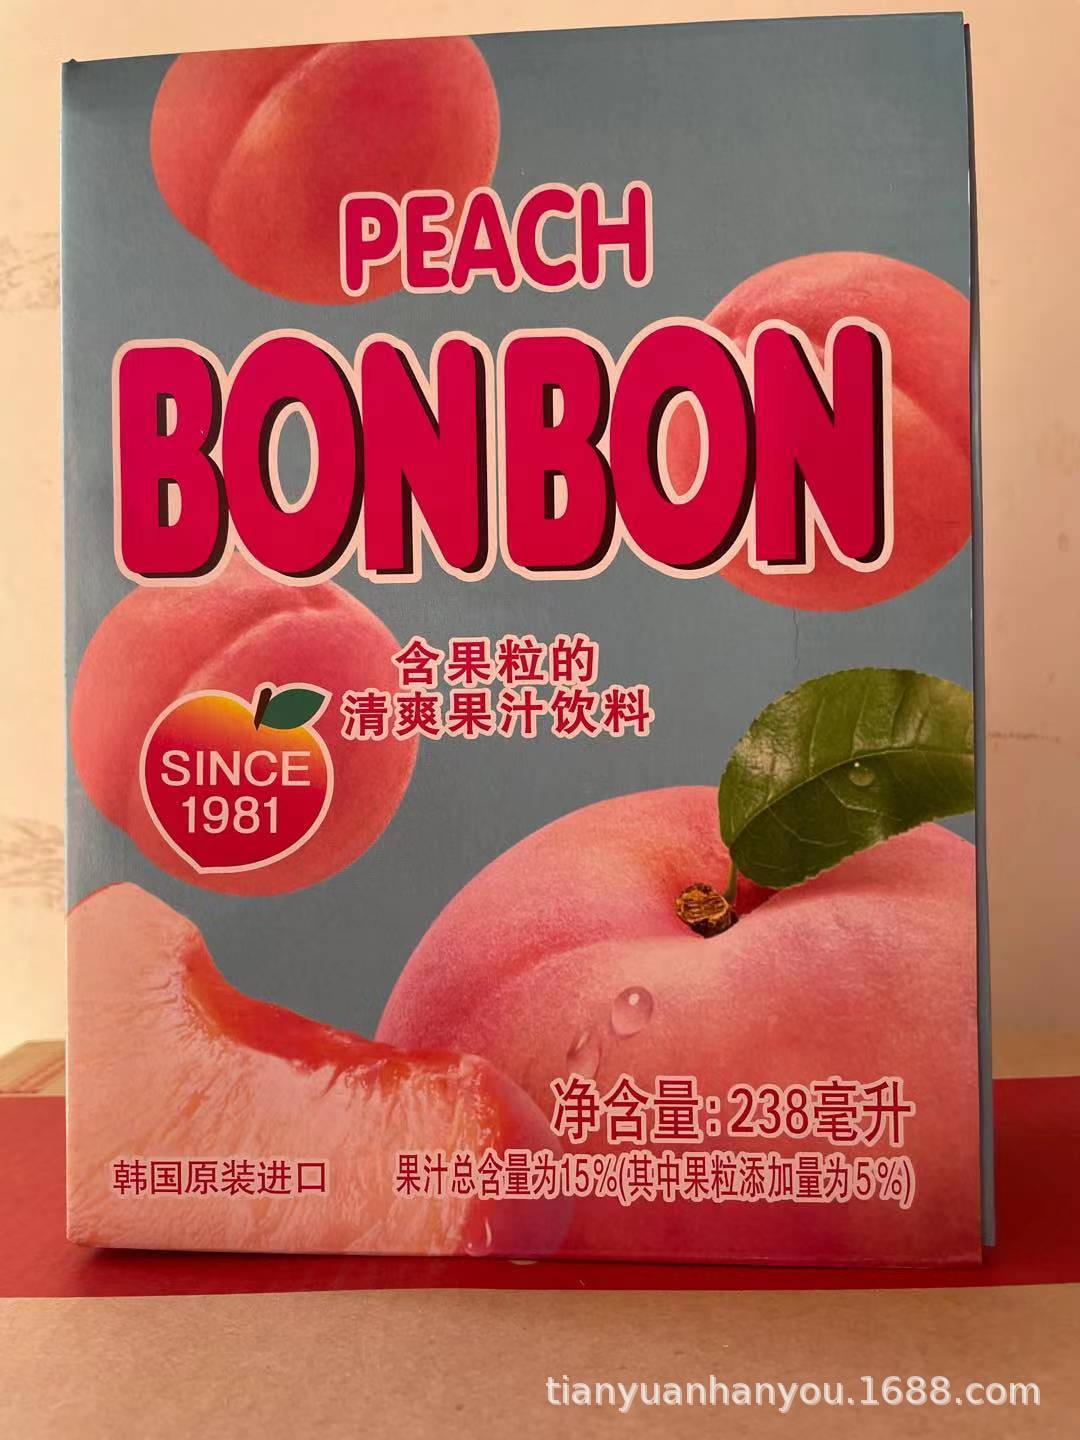 PEACH
BONBON
含果粒的
清爽果汁饮料
SINCE
1981
净含量:238毫升
韩国原装进口
果汁总含量为15%(其中果粒添加量为5%)
tianyuanhanyou.1688.com